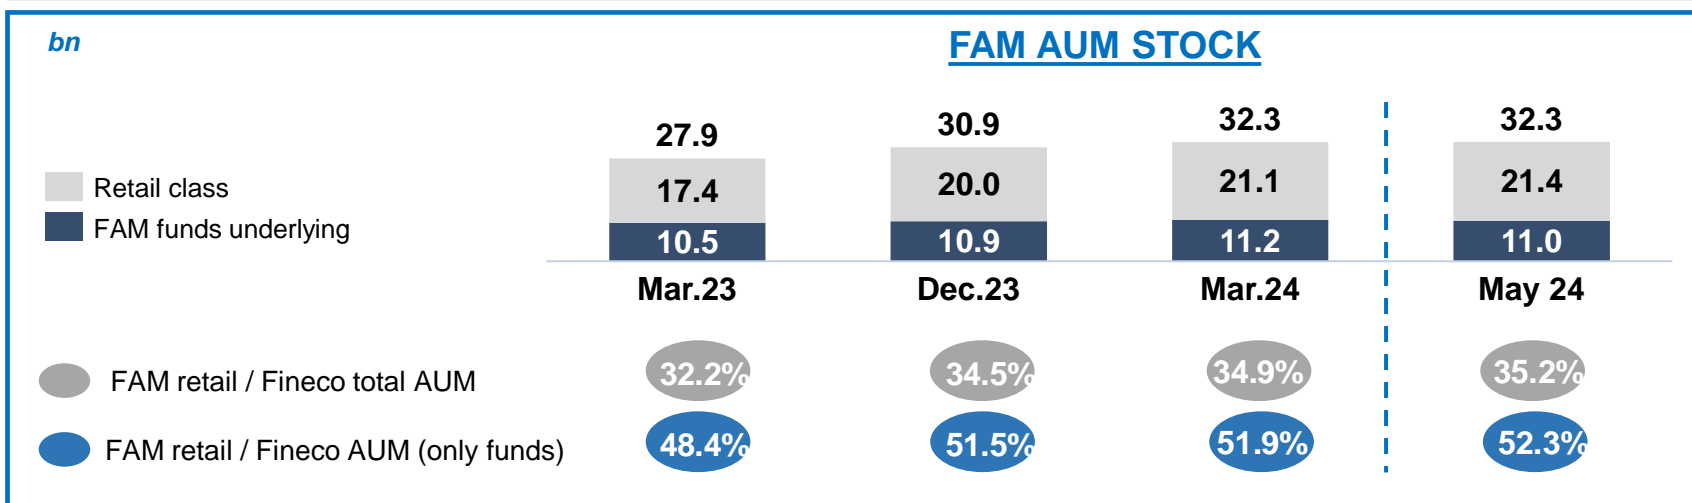 bn
FAM AUM STOCK
27.9 30.9 32.3 32.3
Retail class 17.4 20.0 21.1 21.4
FAM funds underlying 10.5 10.9 11.2 11.0
Mar.23 Dec.23 Mar.24 May 24
FAM retail / Fineco total AUM 32.2% 34.5% 34.9% 35.2%
FAM retail / Fineco AUM (only funds) 48.4% 51.5% 51.9% 52.3%